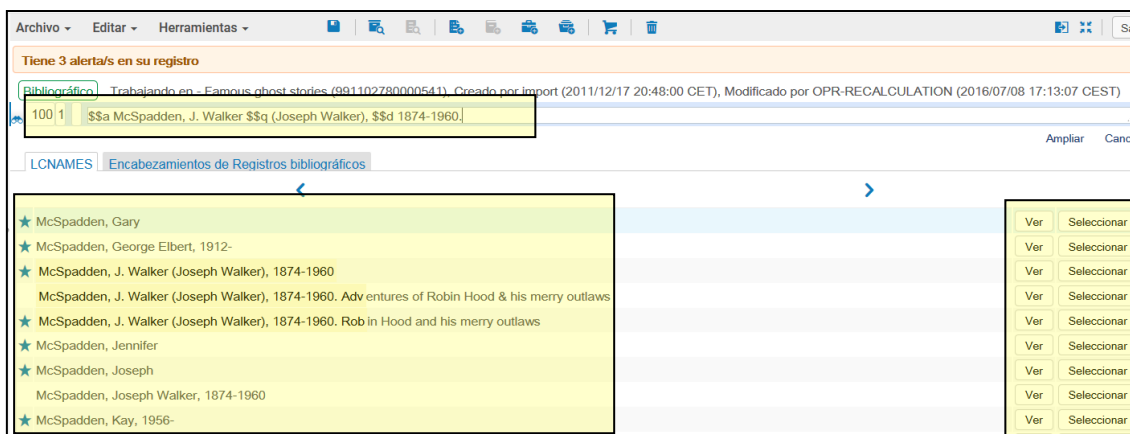 Archivo Editar Herramientas
Tiene 3 alerta/s en su registro
Bibliográfico Trabajando en - Famous ghost stories (991102780000541), Creado por import (2011/12/17 20:48:00 CET), Modificado por OPR-RECALCULATION (2016/07/08 17:13:07 CEST)
100 1 $$a McSpadden, J. Walker $$q (Joseph Walker), $$d 1874-1960.
Ampliar
LCNAMES Encabezamientos de Registros bibliográficos
McSpadden, Gary Ver Seleccionar
McSpadden, George Elbert, 1912- Ver Seleccionar
McSpadden, J. Walker (Joseph Walker), 1874-1960 Ver Seleccionar
McSpadden, J. Walker (Joseph Walker), 1874-1960. Adventures of Robin Hood & his merry outlaws Ver Seleccionar
McSpadden, J. Walker (Joseph Walker), 1874-1960. Robin Hood and his merry outlaws Ver Seleccionar
McSpadden, Jennifer Ver Seleccionar
McSpadden, Joseph Ver Seleccionar
McSpadden, Joseph Walker, 1874-1960 Ver Seleccionar
McSpadden, Kay, 1956- Ver Seleccionar